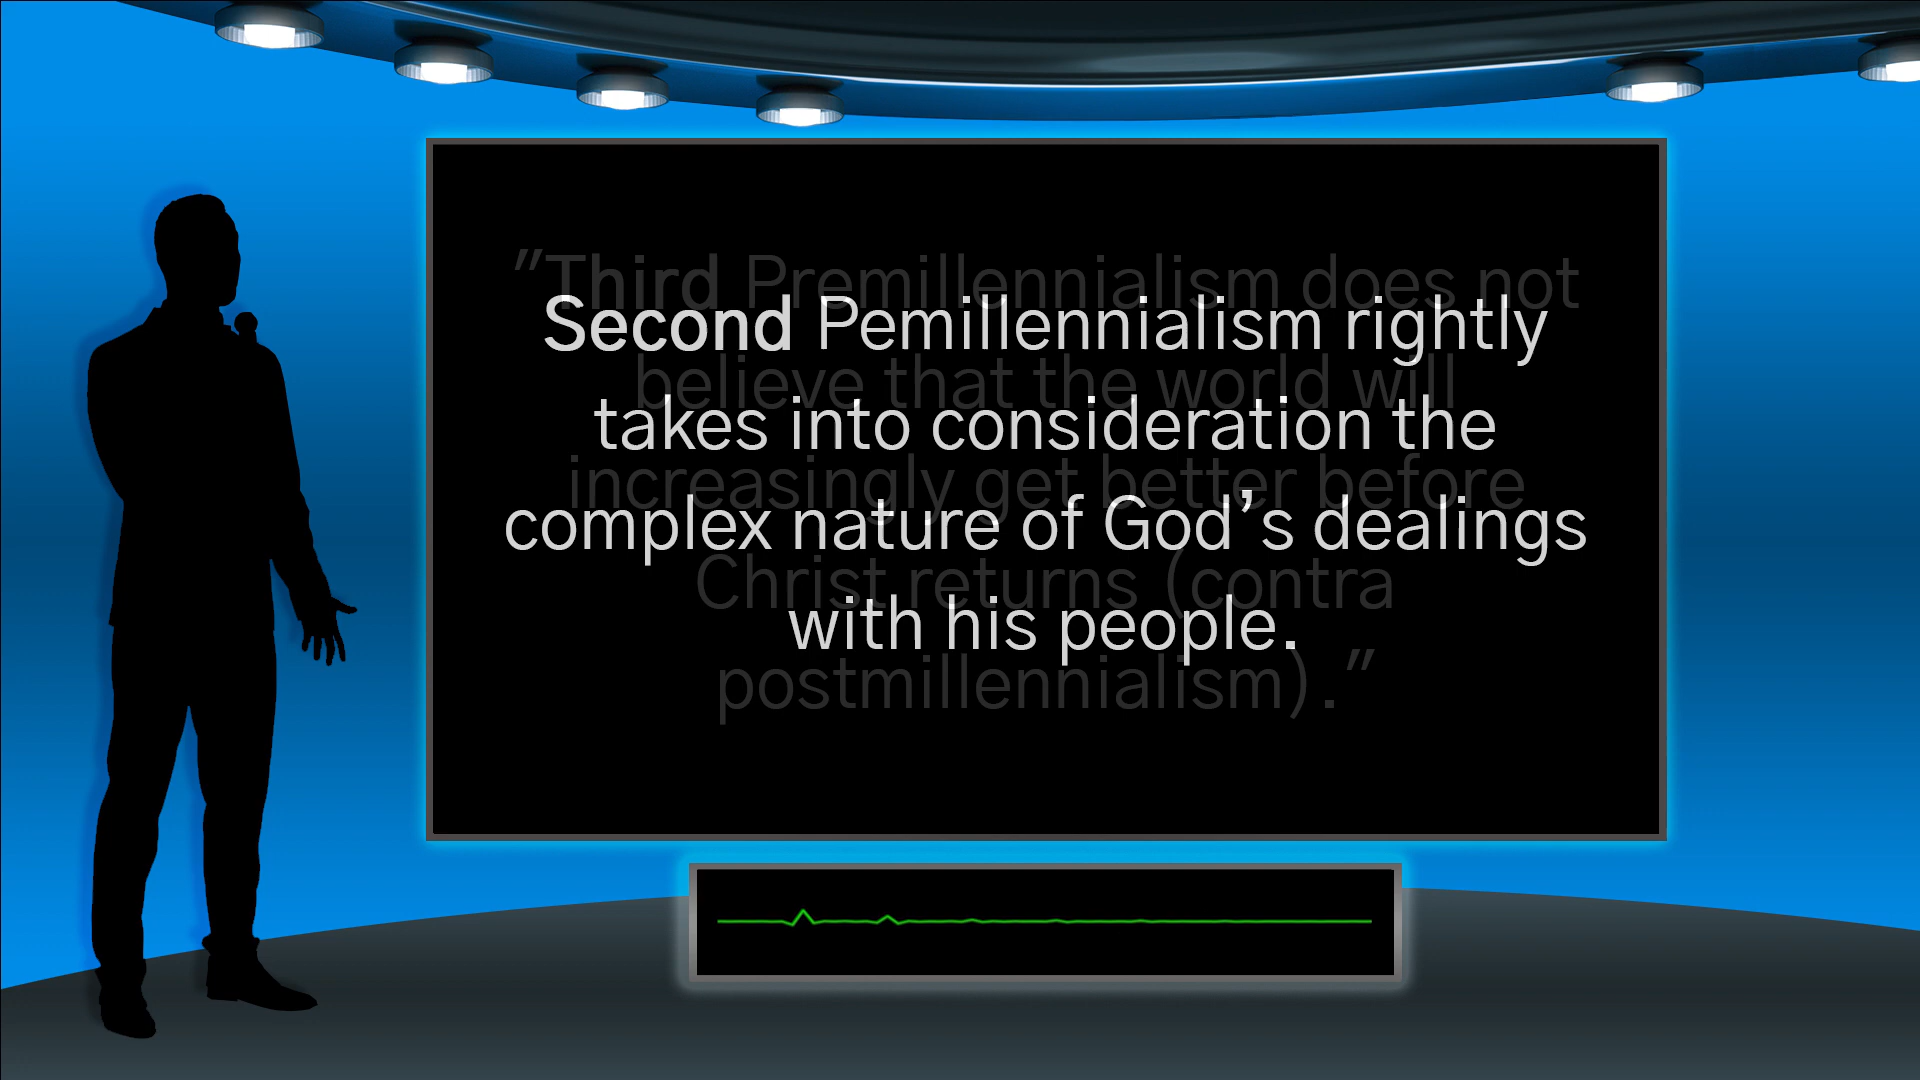 Second Pemillennialism rightly
takes into consideration the
complex nature of God’s dealings
with his people.
"Third Premillennialism does not
believe that the world will
increasingly get better before
Christ returns (contra
postmillennialism)."